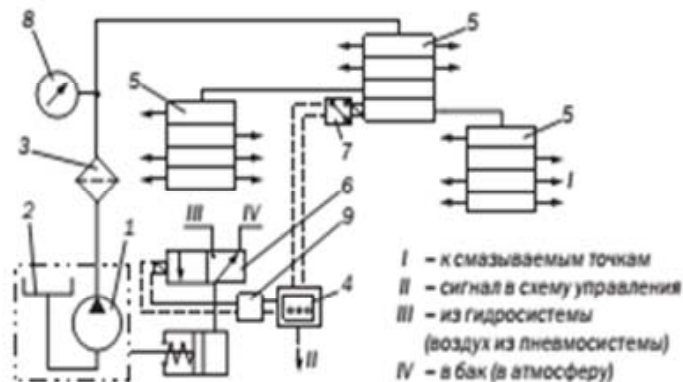 8
5
5
3
7
5
2
1
6
III
IV
9
I
4
II
I – к смазываемым точкам
II – сигнал в схему управления
III – из гидросистемы
(воздух из пневмосистемы)
IV – в бак (в атмосферу)